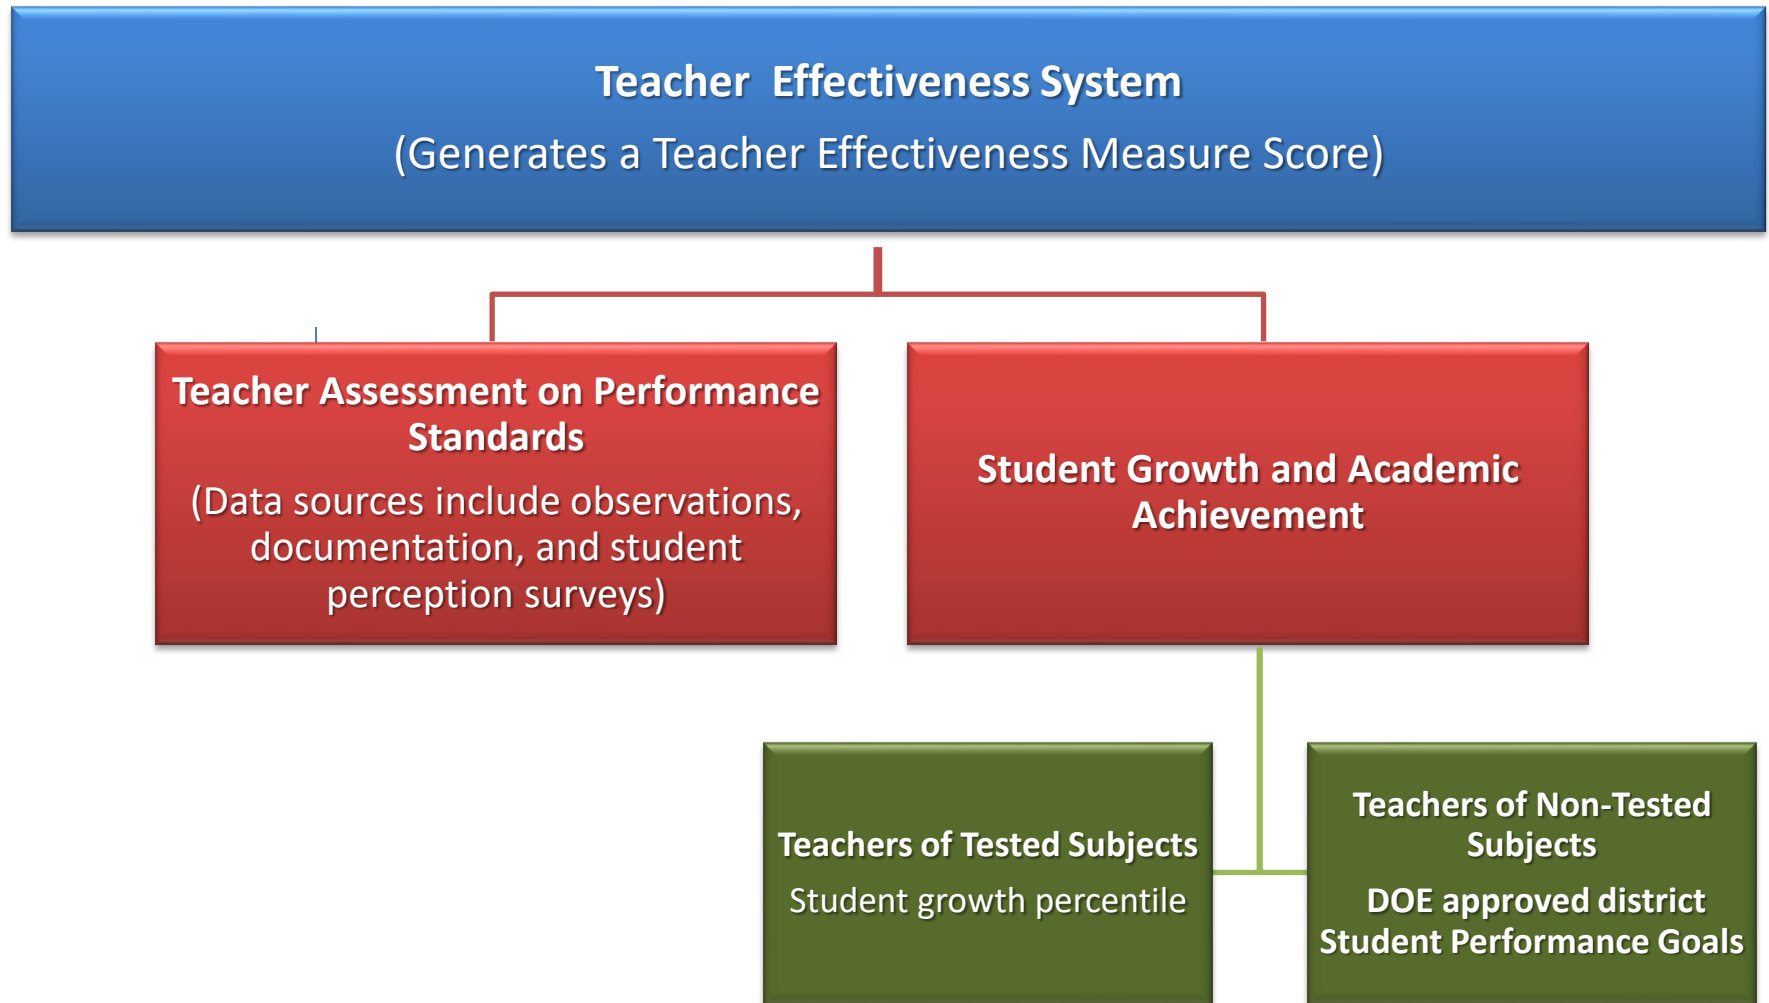 Teacher  Effectiveness System
(Generates a Teacher Effectiveness Measure Score)
Teacher Assessment on Performance
Standards
(Data sources include observations,
documentation, and student
perception surveys)
Student Growth and Academic
Achievement
Teachers of Tested Subjects
Student growth percentile
Teachers of Non-Tested
Subjects
DOE approved district
Student Performance Goals